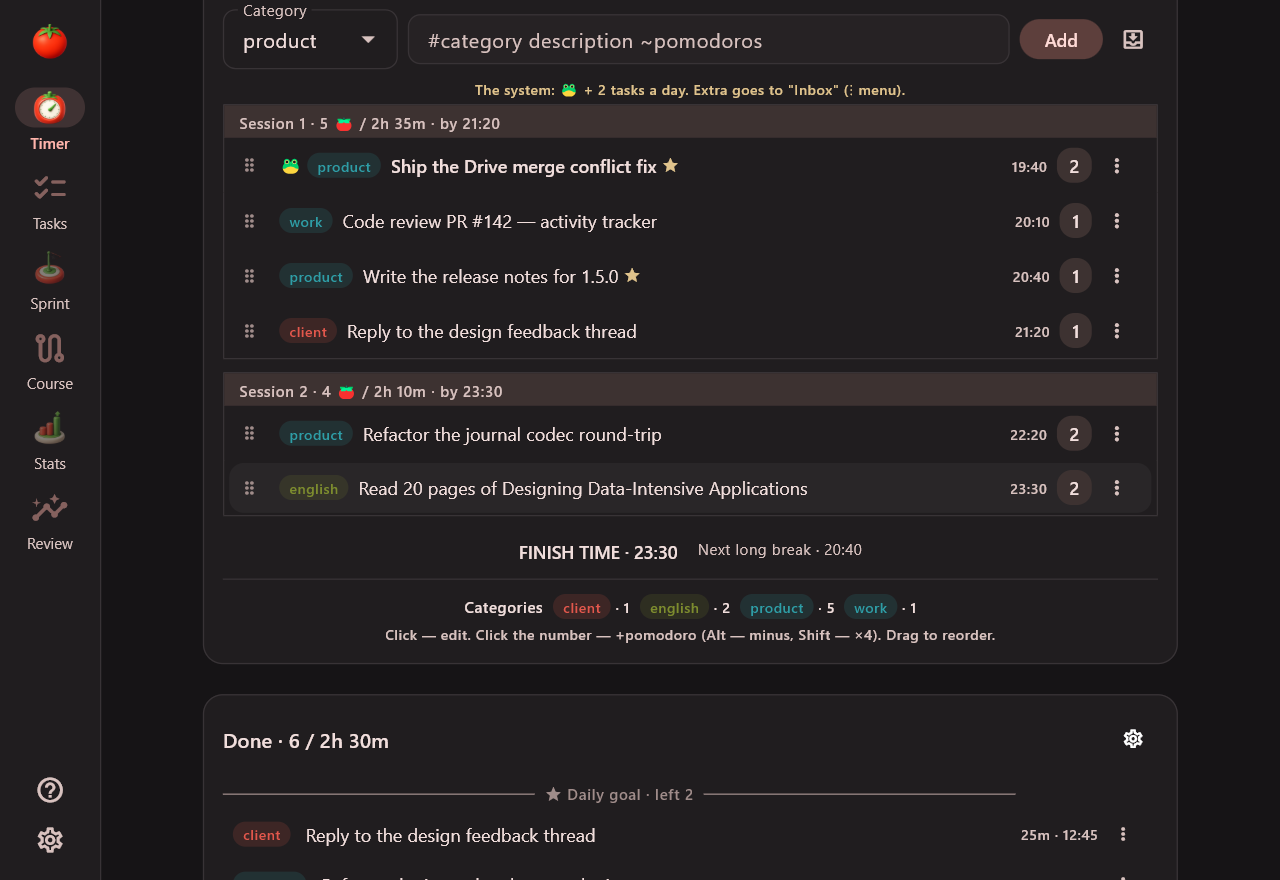 Timer
Tasks
Sprint
Course
Stats
Review
Category
product
#category description ~pomodoros
Add
The system: 🐸 + 2 tasks a day. Extra goes to "Inbox" (⋮ menu).
Session 1 · 5 🍅 / 2h 35m · by 21:20
🐸 product Ship the Drive merge conflict fix ★ 19:40 2
work Code review PR #142 — activity tracker 20:10 1
product Write the release notes for 1.5.0 ★ 20:40 1
client Reply to the design feedback thread 21:20 1
Session 2 · 4 🍅 / 2h 10m · by 23:30
product Refactor the journal codec round-trip 22:20 2
english Read 20 pages of Designing Data-Intensive Applications 23:30 2
FINISH TIME · 23:30 Next long break · 20:40
Categories client · 1 english · 2 product · 5 work · 1
Click — edit. Click the number — +pomodoro (Alt — minus, Shift — ×4). Drag to reorder.
Done · 6 / 2h 30m
★ Daily goal · left 2
client Reply to the design feedback thread 25m · 12:45